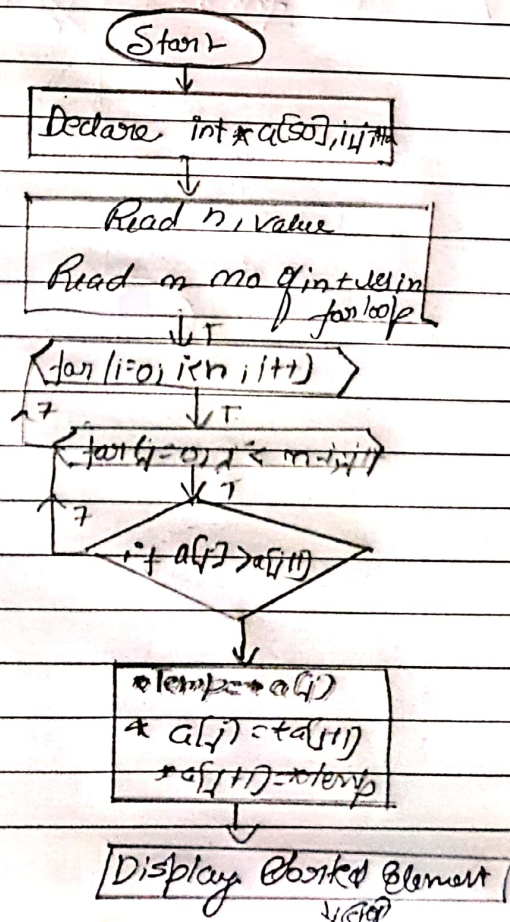 Start
Declare int * a[50], i, j,
Read n, value
Read n no of in
for loop
T
for (i=0; i<n ; i++)
F
T
for(j=0; j <
T
F
if a[j] > a[j+1]
*Temp=* a[j]
* a[j] = *a[j+1]
*a[j+1]=*temp
Display Sorted Element